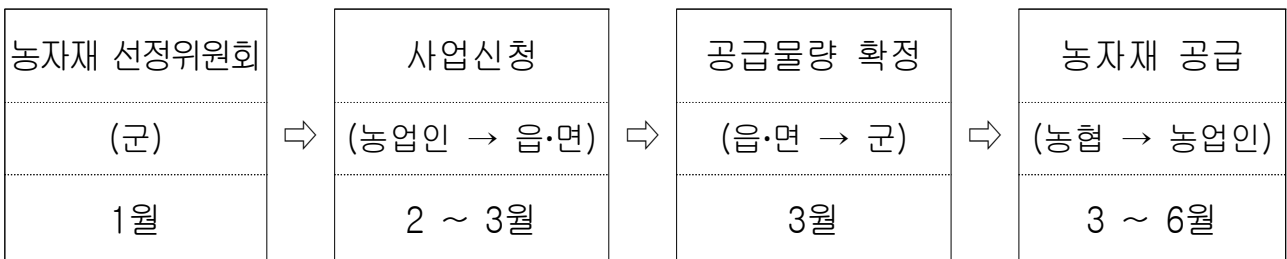 농자재 선정위원회
(군)
1월
⇨
사업신청
(농업인 → 읍·면)
2 ~ 3월
⇨
공급물량 확정
(읍·면 → 군)
3월
⇨
농자재 공급
(농협 → 농업인)
3 ~ 6월